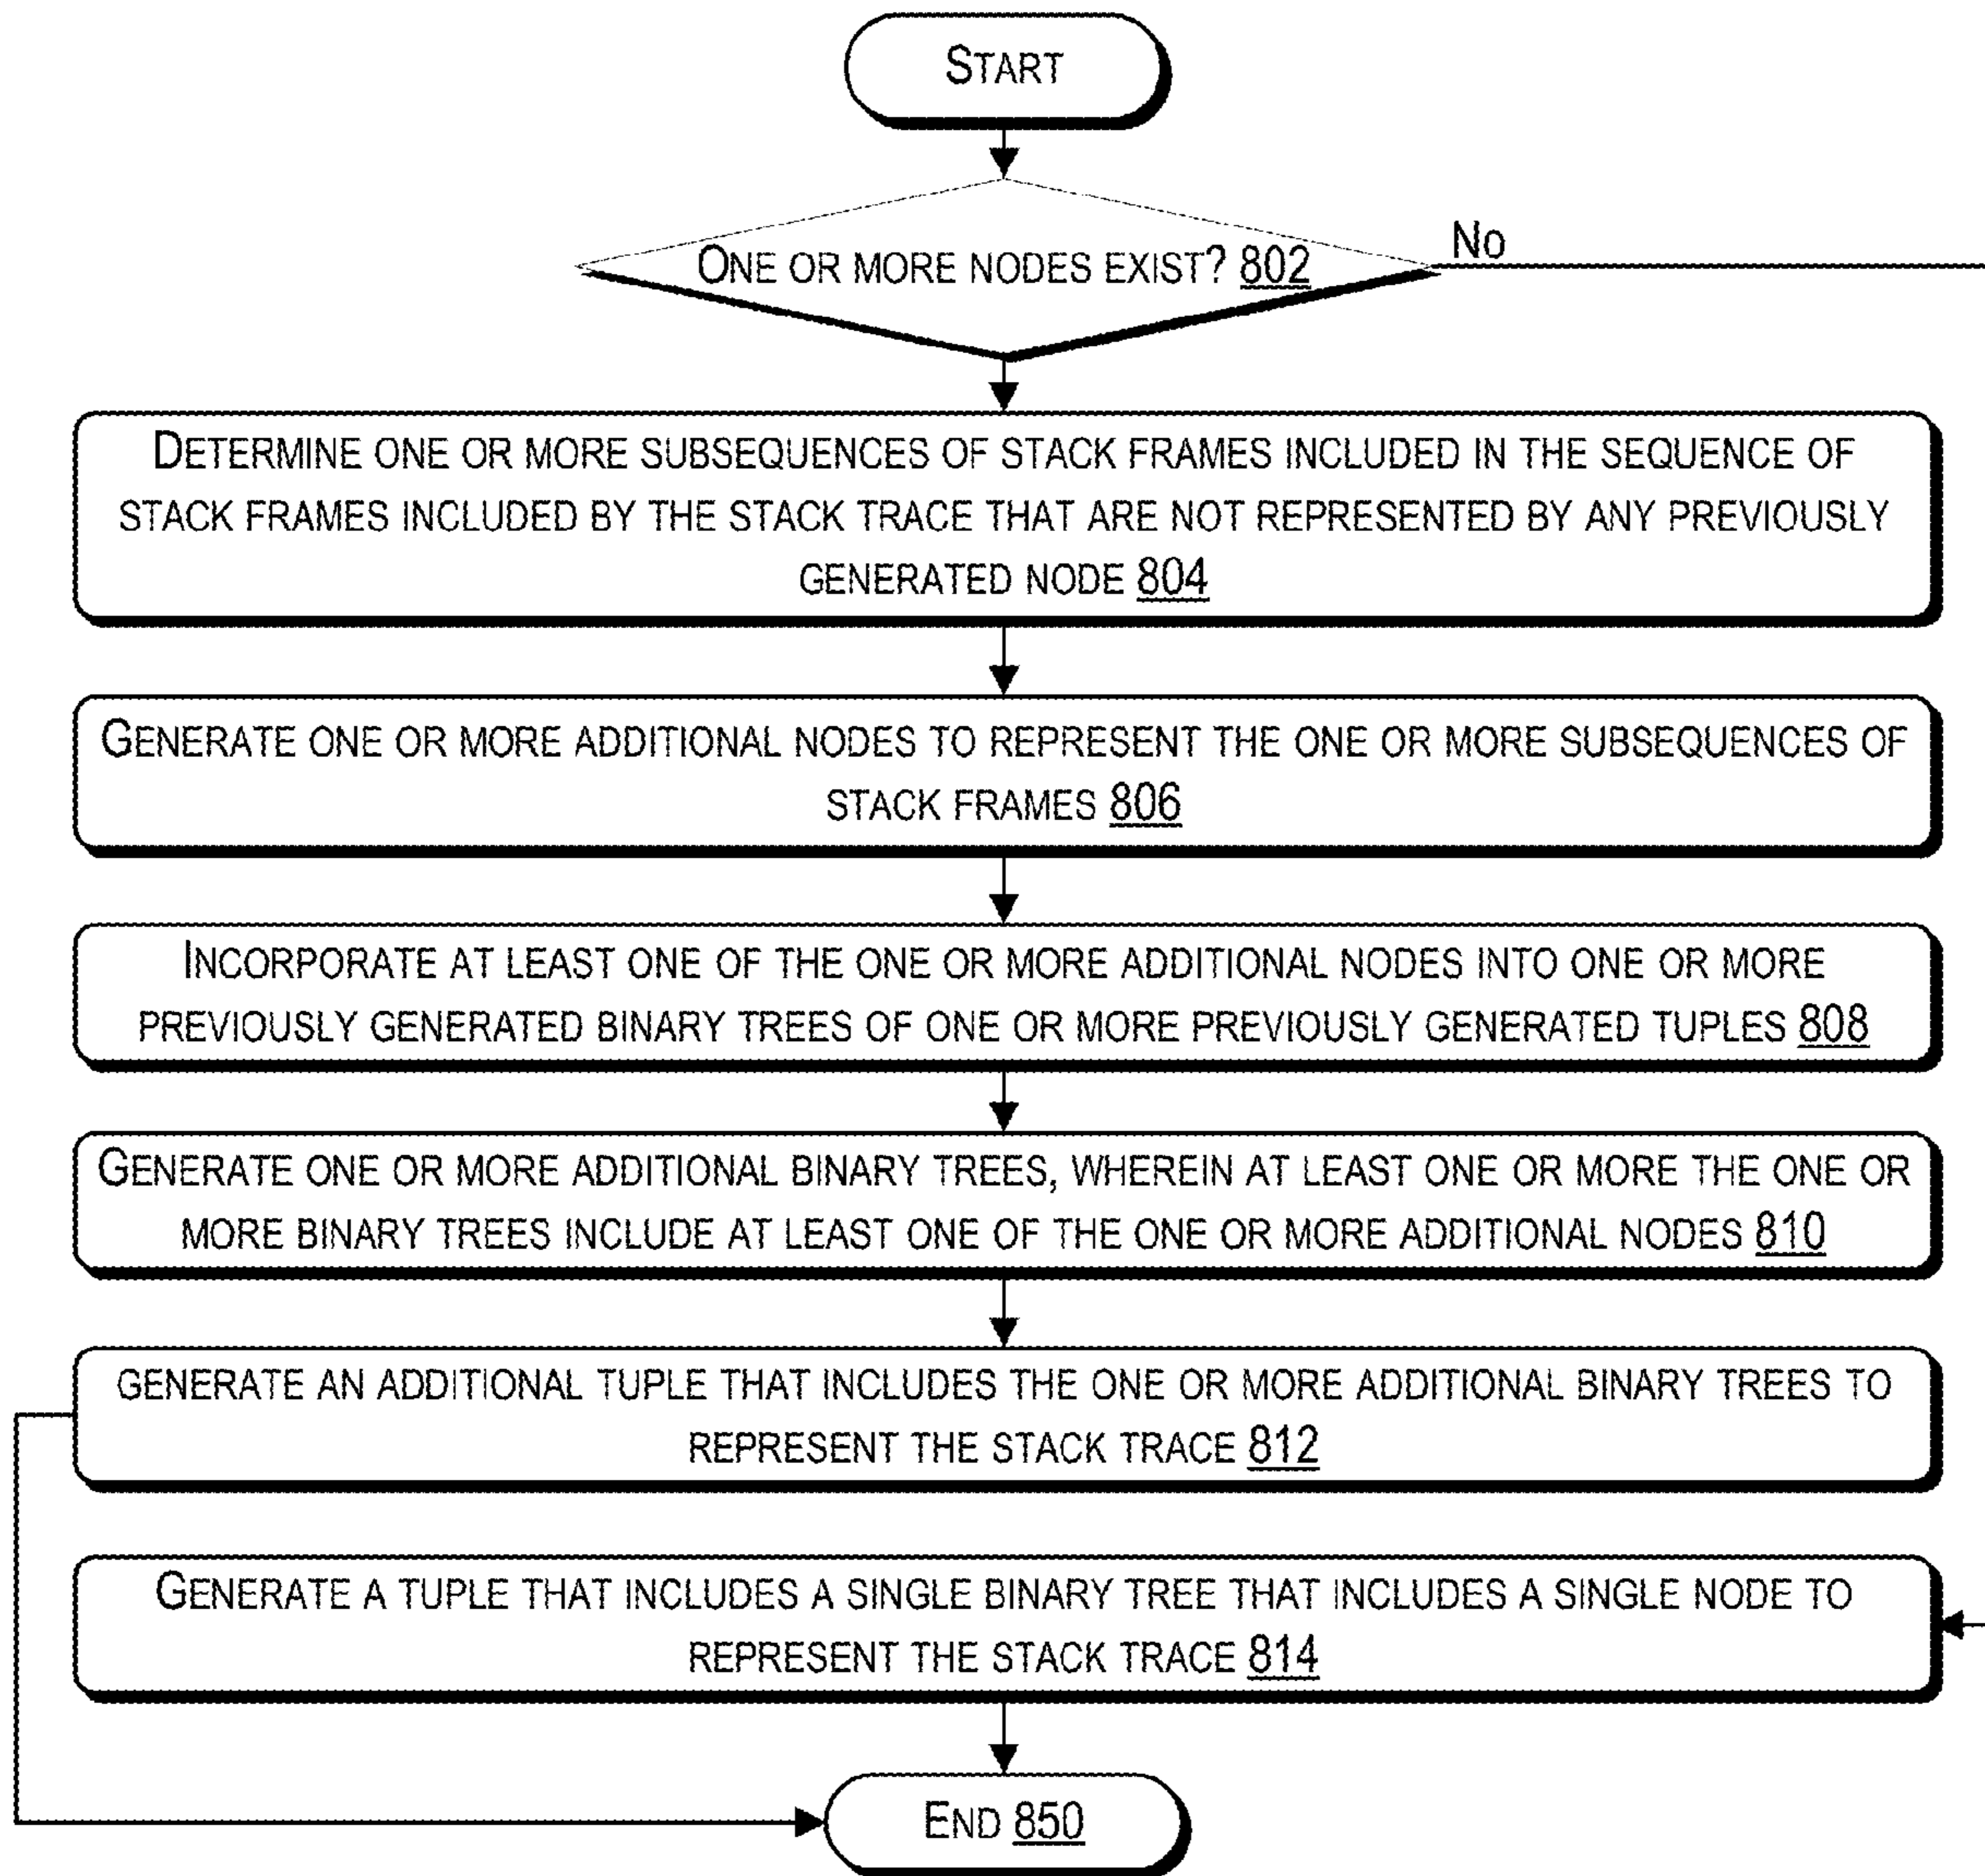 START
ONE OR MORE NODES EXIST? 802
NO
DETERMINE ONE OR MORE SUBSEQUENCES OF STACK FRAMES INCLUDED IN THE SEQUENCE OF
STACK FRAMES INCLUDED BY THE STACK TRACE THAT ARE NOT REPRESENTED BY ANY PREVIOUSLY
GENERATED NODE 804
GENERATE ONE OR MORE ADDITIONAL NODES TO REPRESENT THE ONE OR MORE SUBSEQUENCES OF
STACK FRAMES 806
INCORPORATE AT LEAST ONE OF THE ONE OR MORE ADDITIONAL NODES INTO ONE OR MORE
PREVIOUSLY GENERATED BINARY TREES OF ONE OR MORE PREVIOUSLY GENERATED TUPLES 808
GENERATE ONE OR MORE ADDITIONAL BINARY TREES, WHEREIN AT LEAST ONE OR MORE THE ONE OR
MORE BINARY TREES INCLUDE AT LEAST ONE OF THE ONE OR MORE ADDITIONAL NODES 810
GENERATE AN ADDITIONAL TUPLE THAT INCLUDES THE ONE OR MORE ADDITIONAL BINARY TREES TO
REPRESENT THE STACK TRACE 812
GENERATE A TUPLE THAT INCLUDES A SINGLE BINARY TREE THAT INCLUDES A SINGLE NODE TO
REPRESENT THE STACK TRACE 814
END 850